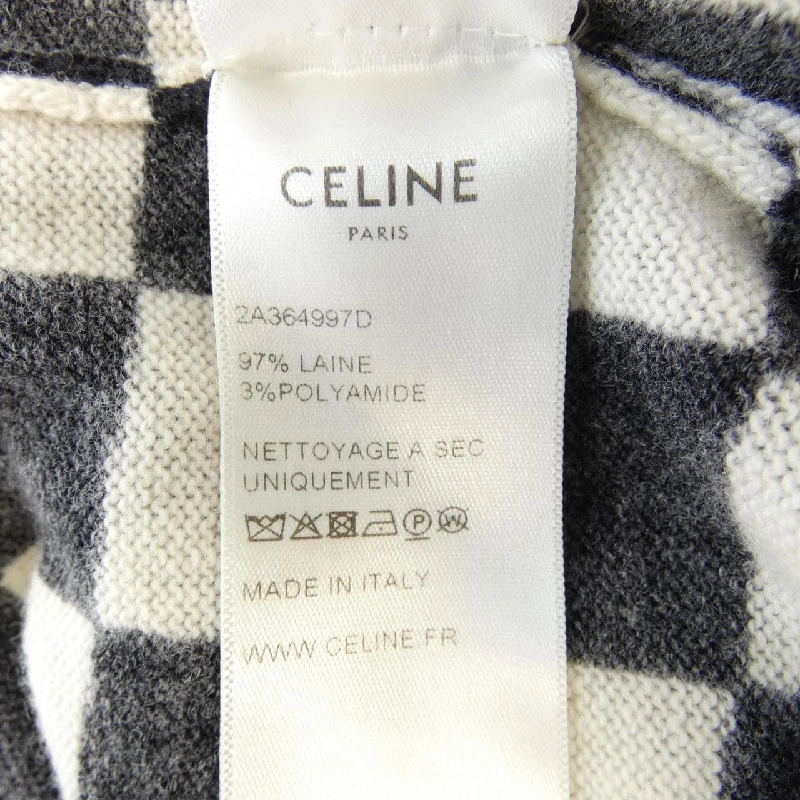 CELINE
PARIS
2A364997D
97% LAINE
3%POLYAMIDE
NETTOYAGE A SEC
UNIQUEMENT
P W
MADE IN ITALY
WWW.CELINE.FR